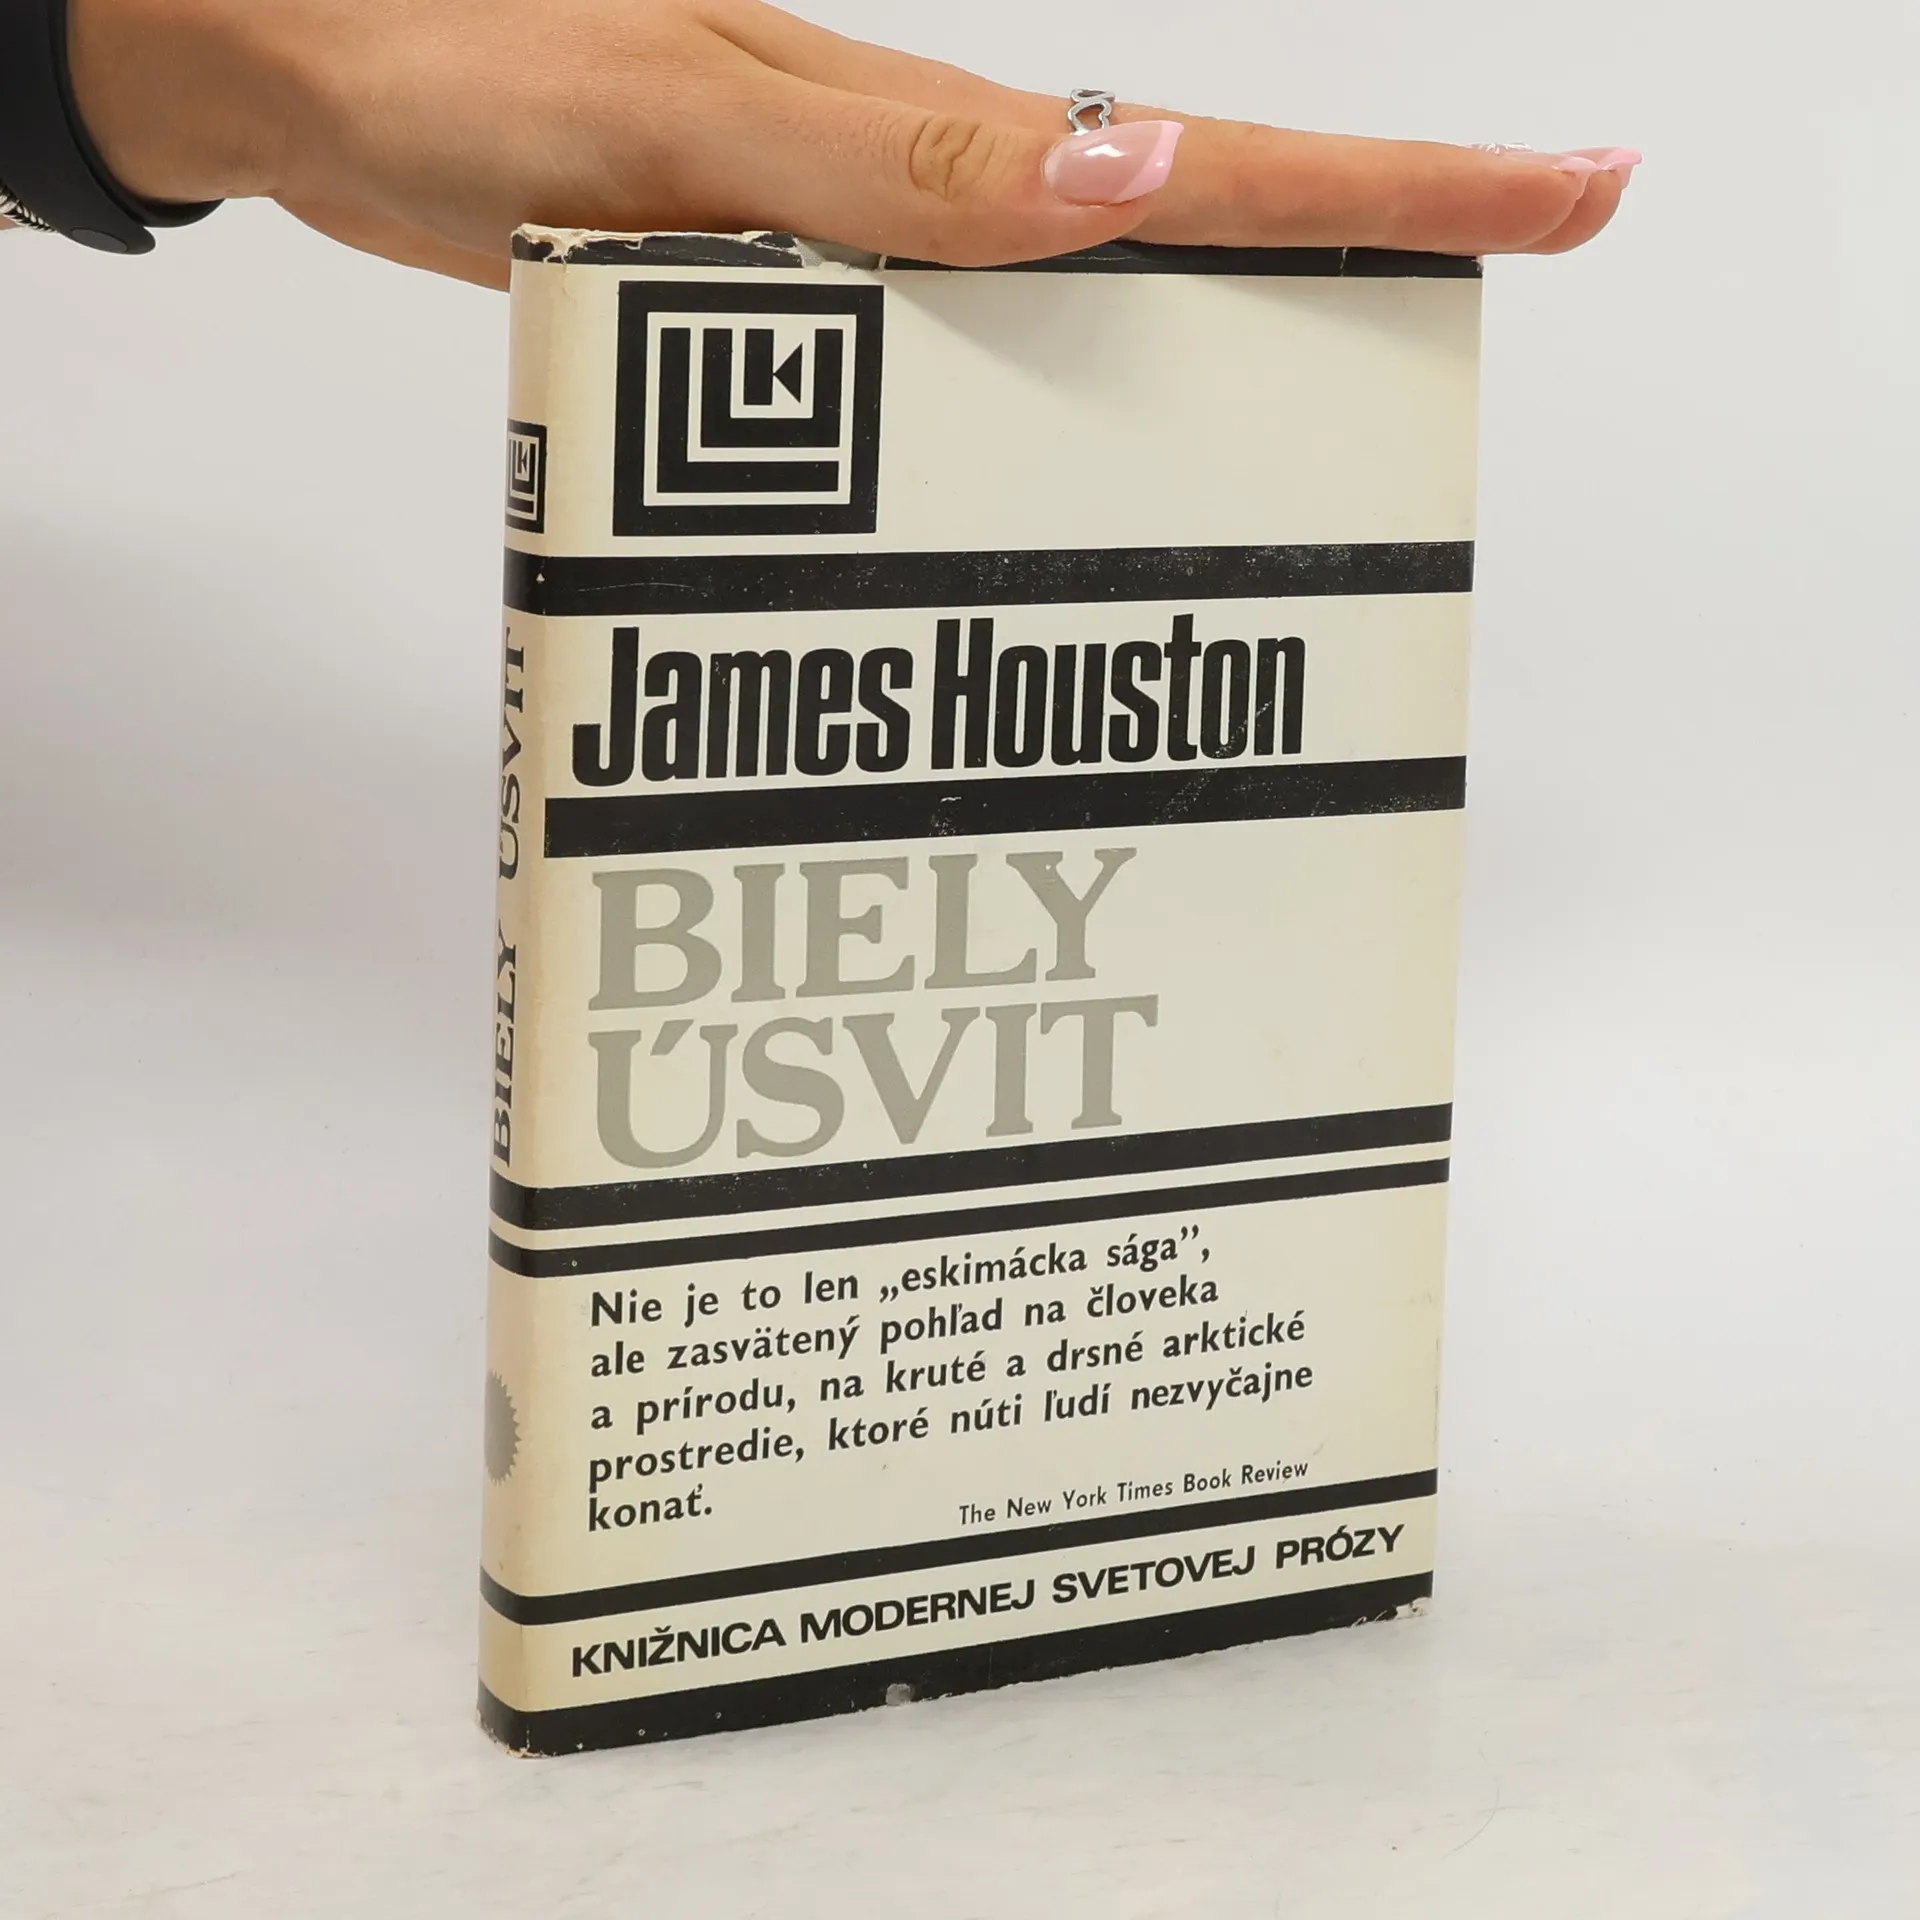 James Houston
BIELY
ÚSVIT
Nie je to len „eskimácka sága”,
ale zasvätený pohľad na človeka
a prírodu, na kruté a drsné arktické
prostredie, ktoré núti ľudí nezvyčajne
konať.
The New York Times Book Review
KNIŽNICA MODERNEJ SVETOVEJ PRÓZY
BIELY ÚSVIT